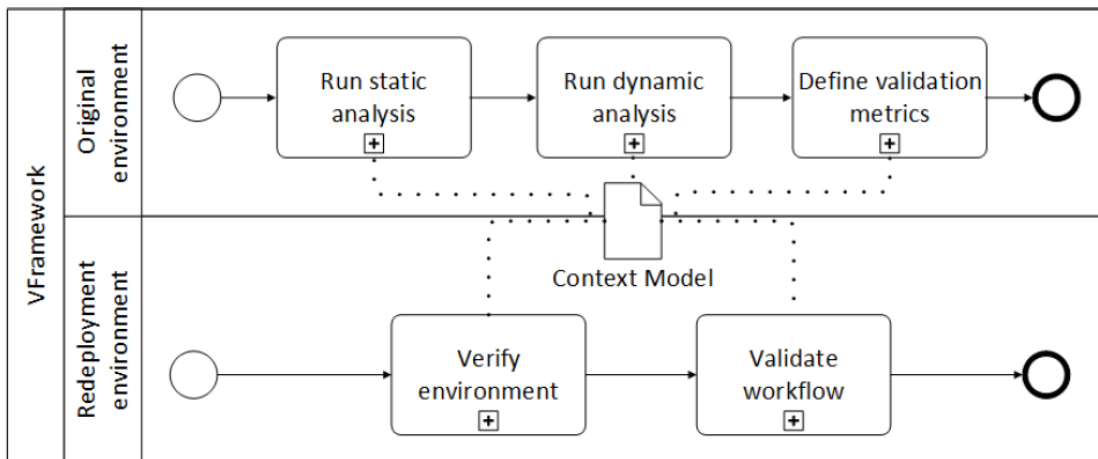 VFramework
Original
environment
Run static
analysis
Run dynamic
analysis
Define validation
metrics
Context Model
Redeployment
environment
Verify
environment
Validate
workflow